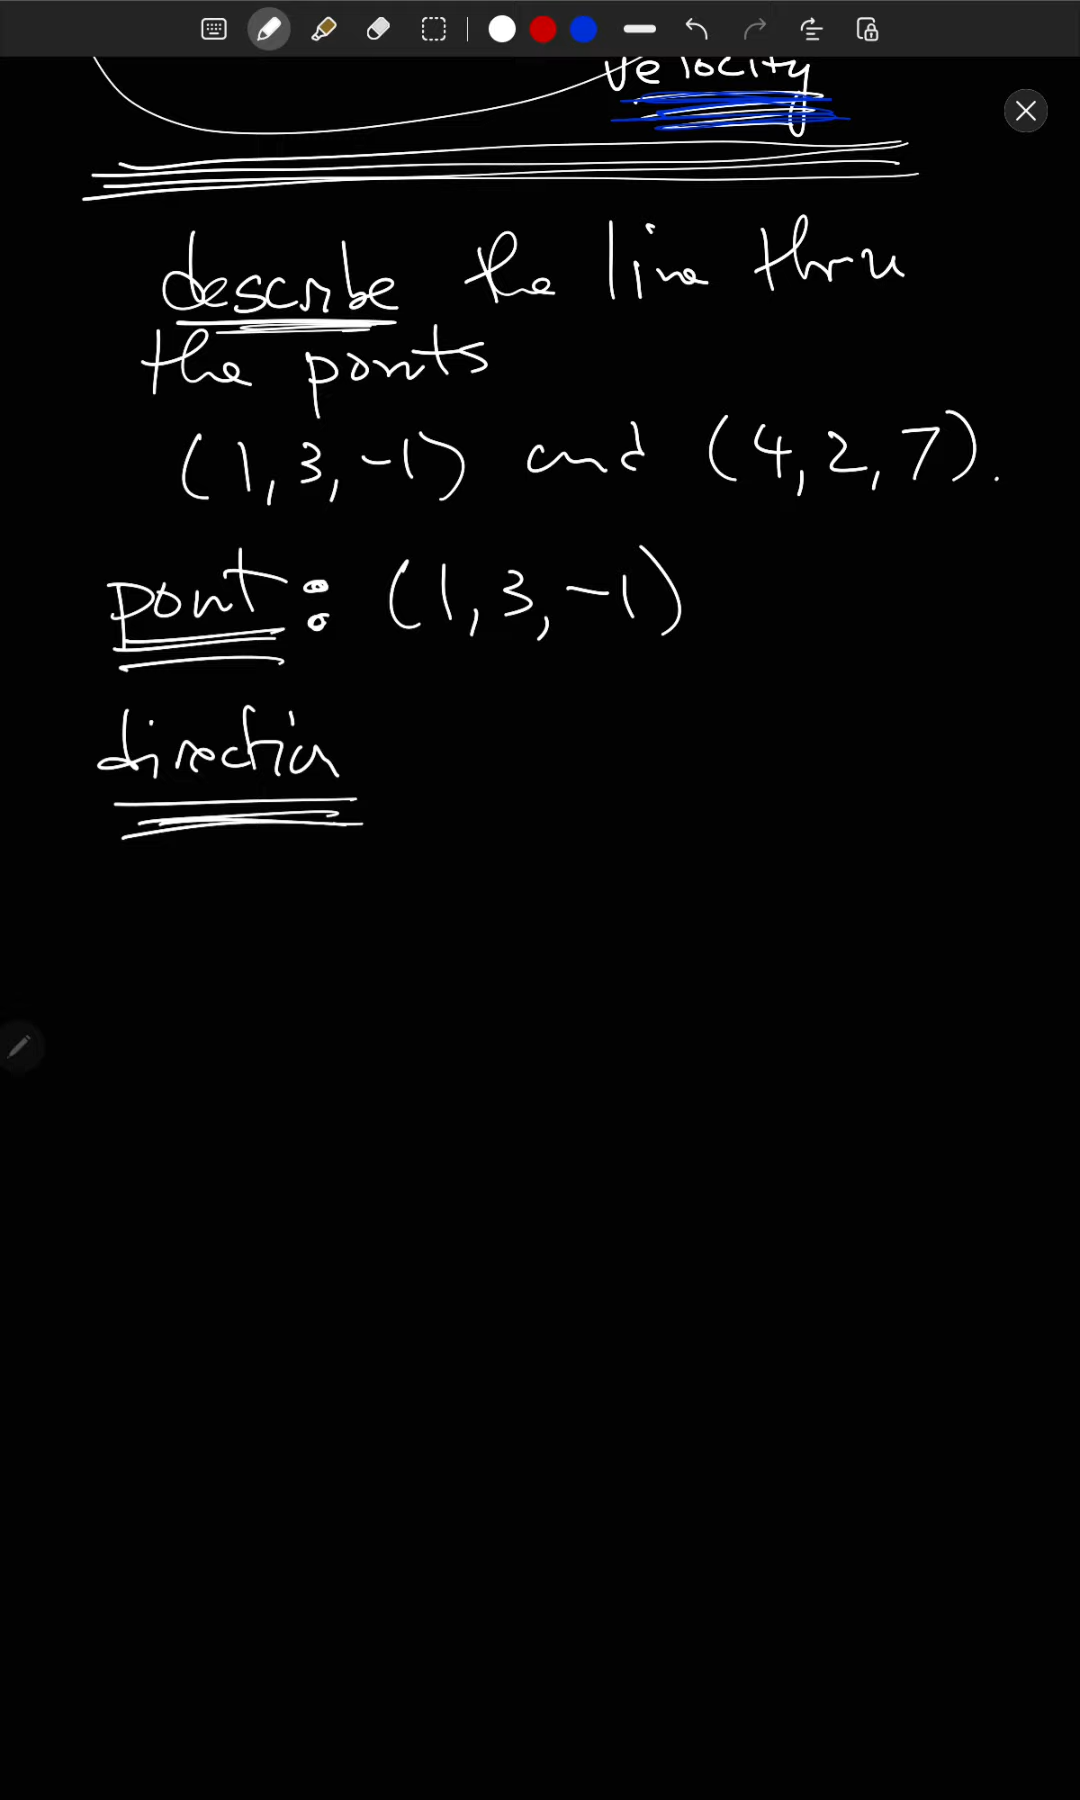 velocity
describe the line thru
the points
(1, 3, -1) and (4, 2, 7).
point: (1, 3, -1)
direction